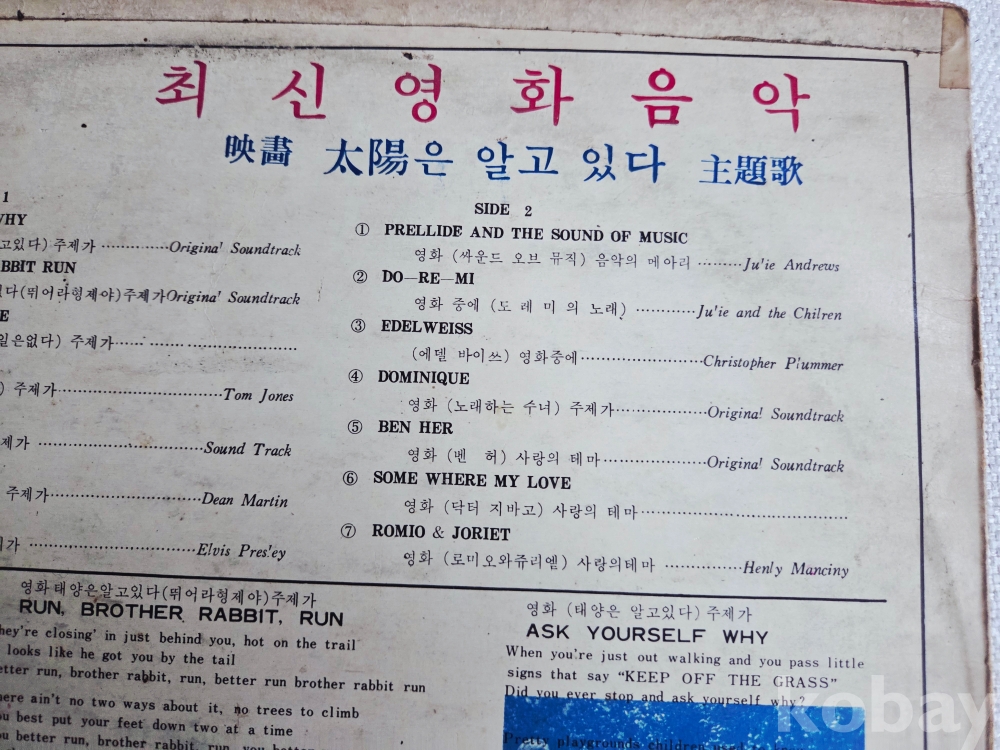 최신영화음악
映畵 太陽은 알고 있다 主題歌
1
WHY
고있다) 주제가 ·············Origina' Soundtrack
ABBIT RUN
다(뛰어라형제야)주제가Origina' Soundtrack
E
일은없다) 주제가
) 주제가································Tom Jones
제가 ································Sound Track
주제가·····························Dean Martin
가 ································Elvis Pres'ey
SIDE 2
① PRELLIDE AND THE SOUND OF MUSIC
영화 (싸운드 오브 뮤직) 음악의 메아리 ·········Ju'ie Andrews
② DO—RE—MI
영화 중에 (도 레 미 의 노래) ············Ju'ie and the Chilren
③ EDELWEISS
(에델 바이쓰) 영화중에························Christopher P'ummer
④ DOMINIQUE
영화 (노래하는 수녀) 주제가··················Origina' Soundtrack
⑤ BEN HER
영화 (벤 허) 사랑의 테마·····················Origina' Soundtrack
⑥ SOME WHERE MY LOVE
영화 (닥터 지바고) 사랑의 테마
⑦ ROMIO & JORIET
영화 (로미오와쥬리엩) 사랑의테마 ···············Henly Manciny
영화태양은알고있다(뛰어라형제야)주제가
RUN, BROTHER RABBIT, RUN
hey're closing' in just behind you, hot on the trail
looks like he got you by the tail
etter run, brother rabbit, run, better run brother rabbit run
ere ain't no two ways about it, no trees to climb
ou best put your feet down two at a time
ou better run, brother rabbit, run, you better
영화 (태양은 알고있다) 주제가
ASK YOURSELF WHY
When you're just out walking and you pass little
signs that say "KEEP OFF THE GRASS"
Did you ever stop and ask yourself why?
Pretty playgrounds children
kobay